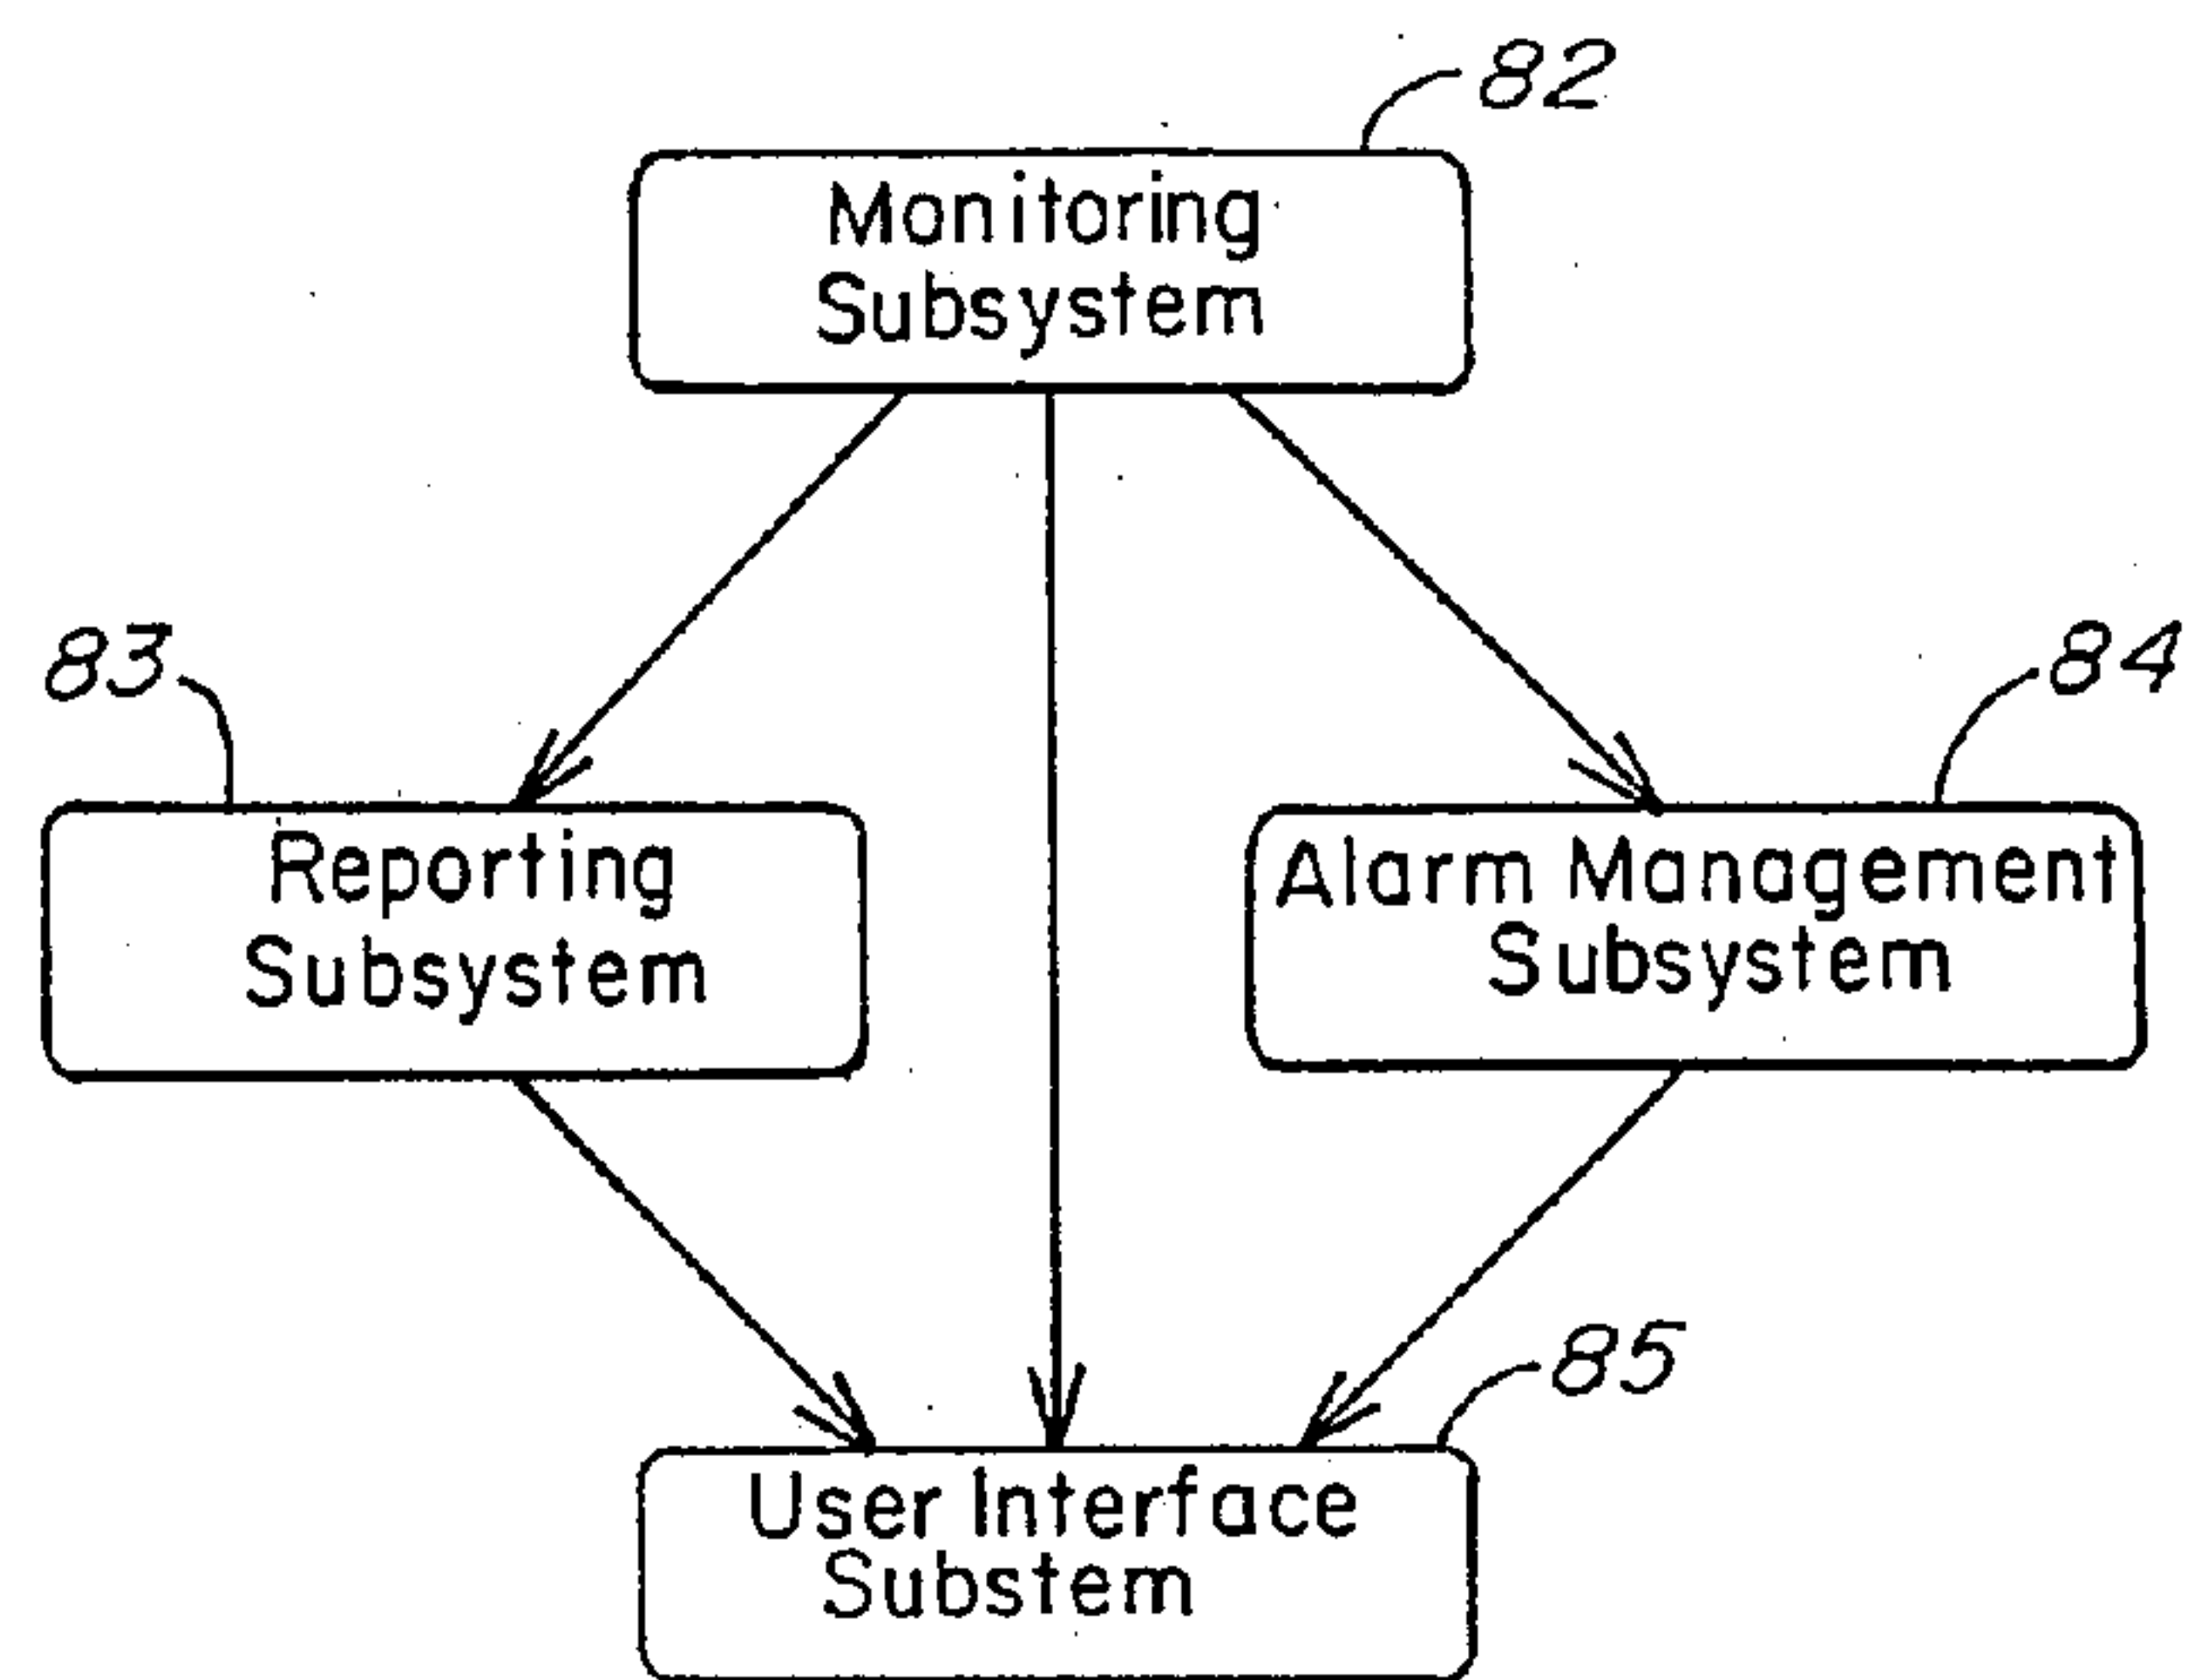 82
Monitoring
Subsystem
83
84
Reporting
Subsystem
Alarm Management
Subsystem
85
User Interface
Substem